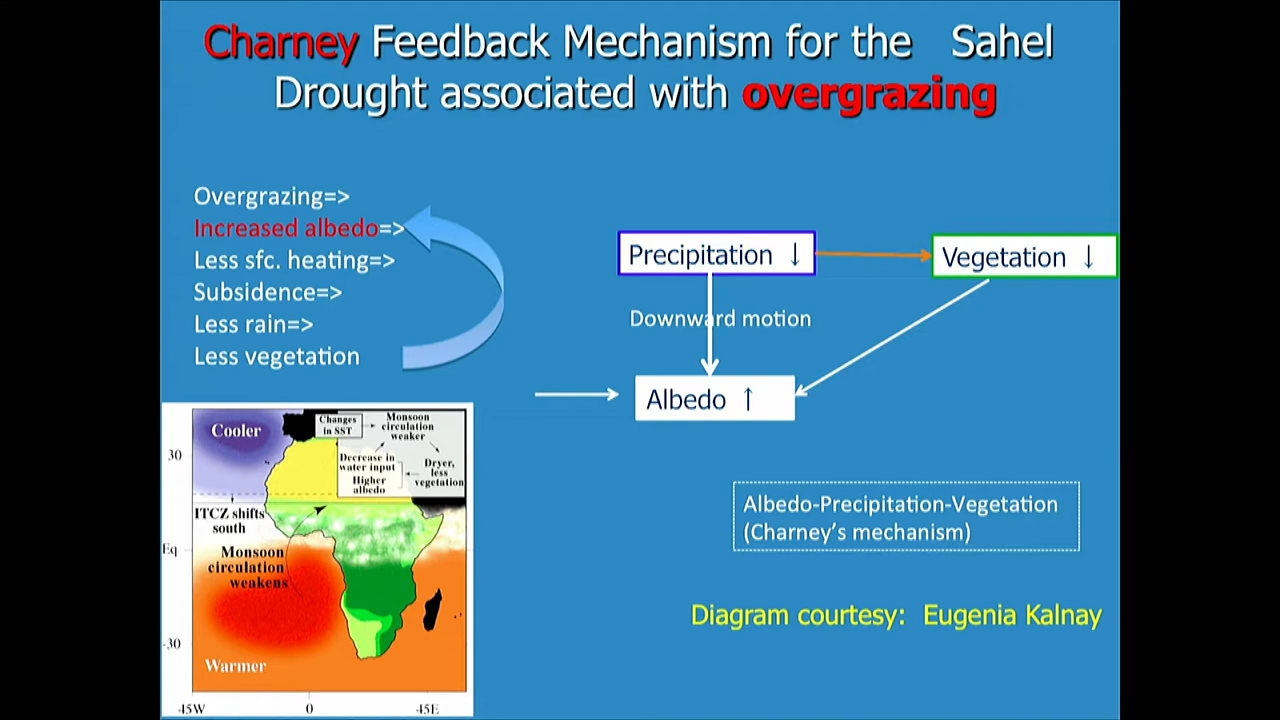 Charney Feedback Mechanism for the Sahel
Drought associated with overgrazing
Overgrazing=>
Increased albedo=>
Less sfc. heating=>
Subsidence=>
Less rain=>
Less vegetation
Precipitation ↓
Vegetation ↓
Downward motion
Albedo ↑
Albedo-Precipitation-Vegetation
(Charney's mechanism)
Diagram courtesy: Eugenia Kalnay
Cooler
Changes
in SST
Monsoon
circulation
weaker
Decrease in
water input
Higher
albedo
Dryer,
less
vegetation
30
ITCZ shifts
south
Eq
Monsoon
circulation
weakens
-30
Warmer
45W
0
45E